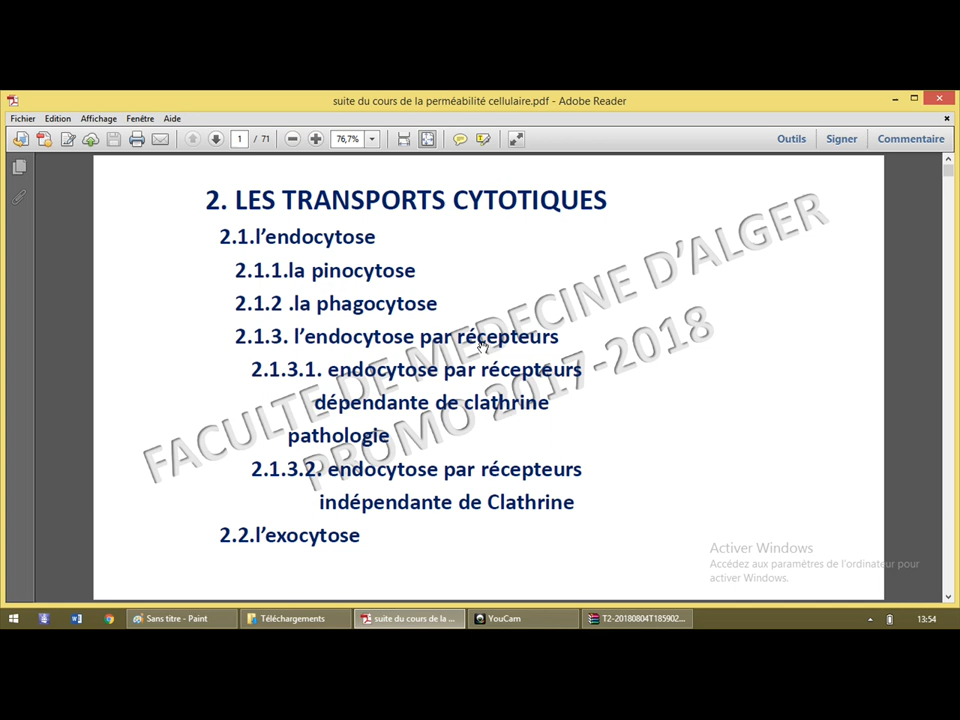 suite du cours de la perméabilité cellulaire.pdf - Adobe Reader
Fichier Edition Affichage Fenêtre Aide
1 / 71 76,7% Outils Signer Commentaire
2. LES TRANSPORTS CYTOTIQUES
2.1.l’endocytose
2.1.1.la pinocytose
2.1.2 .la phagocytose
2.1.3. l’endocytose par récepteurs
2.1.3.1. endocytose par récepteurs
dépendante de clathrine
pathologie
2.1.3.2. endocytose par récepteurs
indépendante de Clathrine
2.2.l’exocytose
FACULTE DE MEDECINE D’ALGER
PROMO 2017-2018
Activer Windows
Accédez aux paramètres de l'ordinateur pour
activer Windows.
Sans titre - Paint Téléchargements suite du cours de la ... YouCam T2-20180804T185902... 13:54